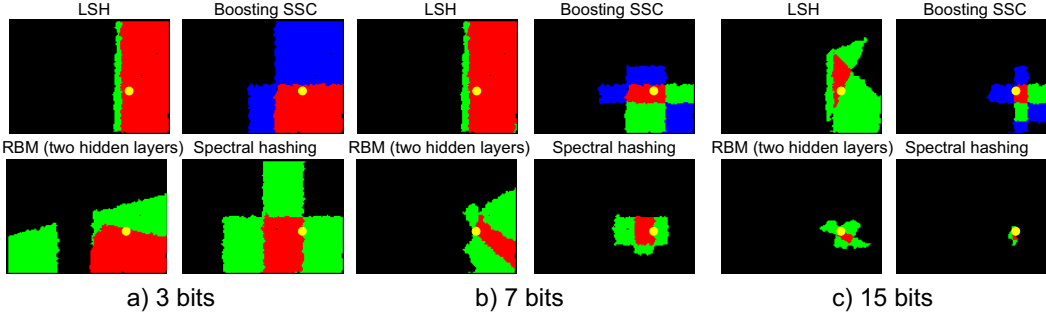 LSH Boosting SSC LSH Boosting SSC LSH Boosting SSC
RBM (two hidden layers) Spectral hashing RBM (two hidden layers) Spectral hashing RBM (two hidden layers) Spectral hashing
a) 3 bits b) 7 bits c) 15 bits